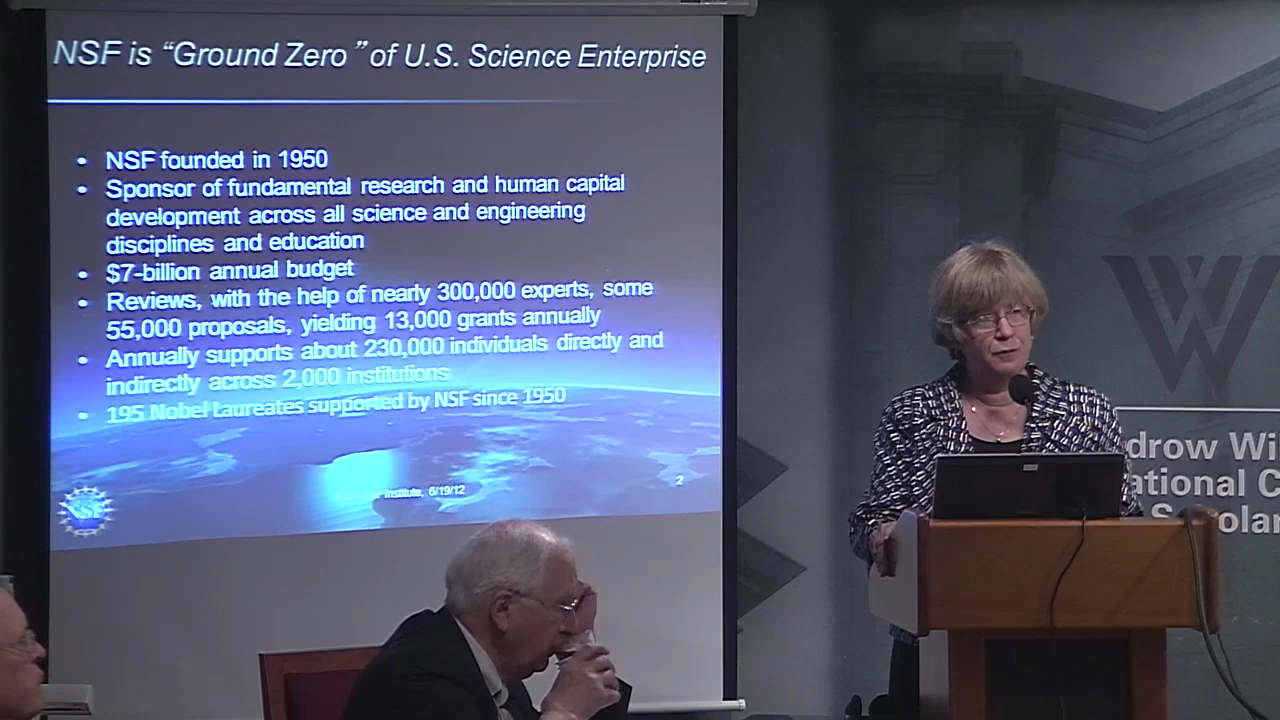 NSF is “Ground Zero” of U.S. Science Enterprise
• NSF founded in 1950
• Sponsor of fundamental research and human capital
development across all science and engineering
disciplines and education
• $7-billion annual budget
• Reviews, with the help of nearly 300,000 experts, some
55,000 proposals, yielding 13,000 grants annually
• Annually supports about 230,000 individuals directly and
indirectly across 2,000 institutions
• 195 Nobel Laureates supported by NSF since 1950
Institute, 6/19/12
2
NSF
W
drow Wi
ational C
Scholar